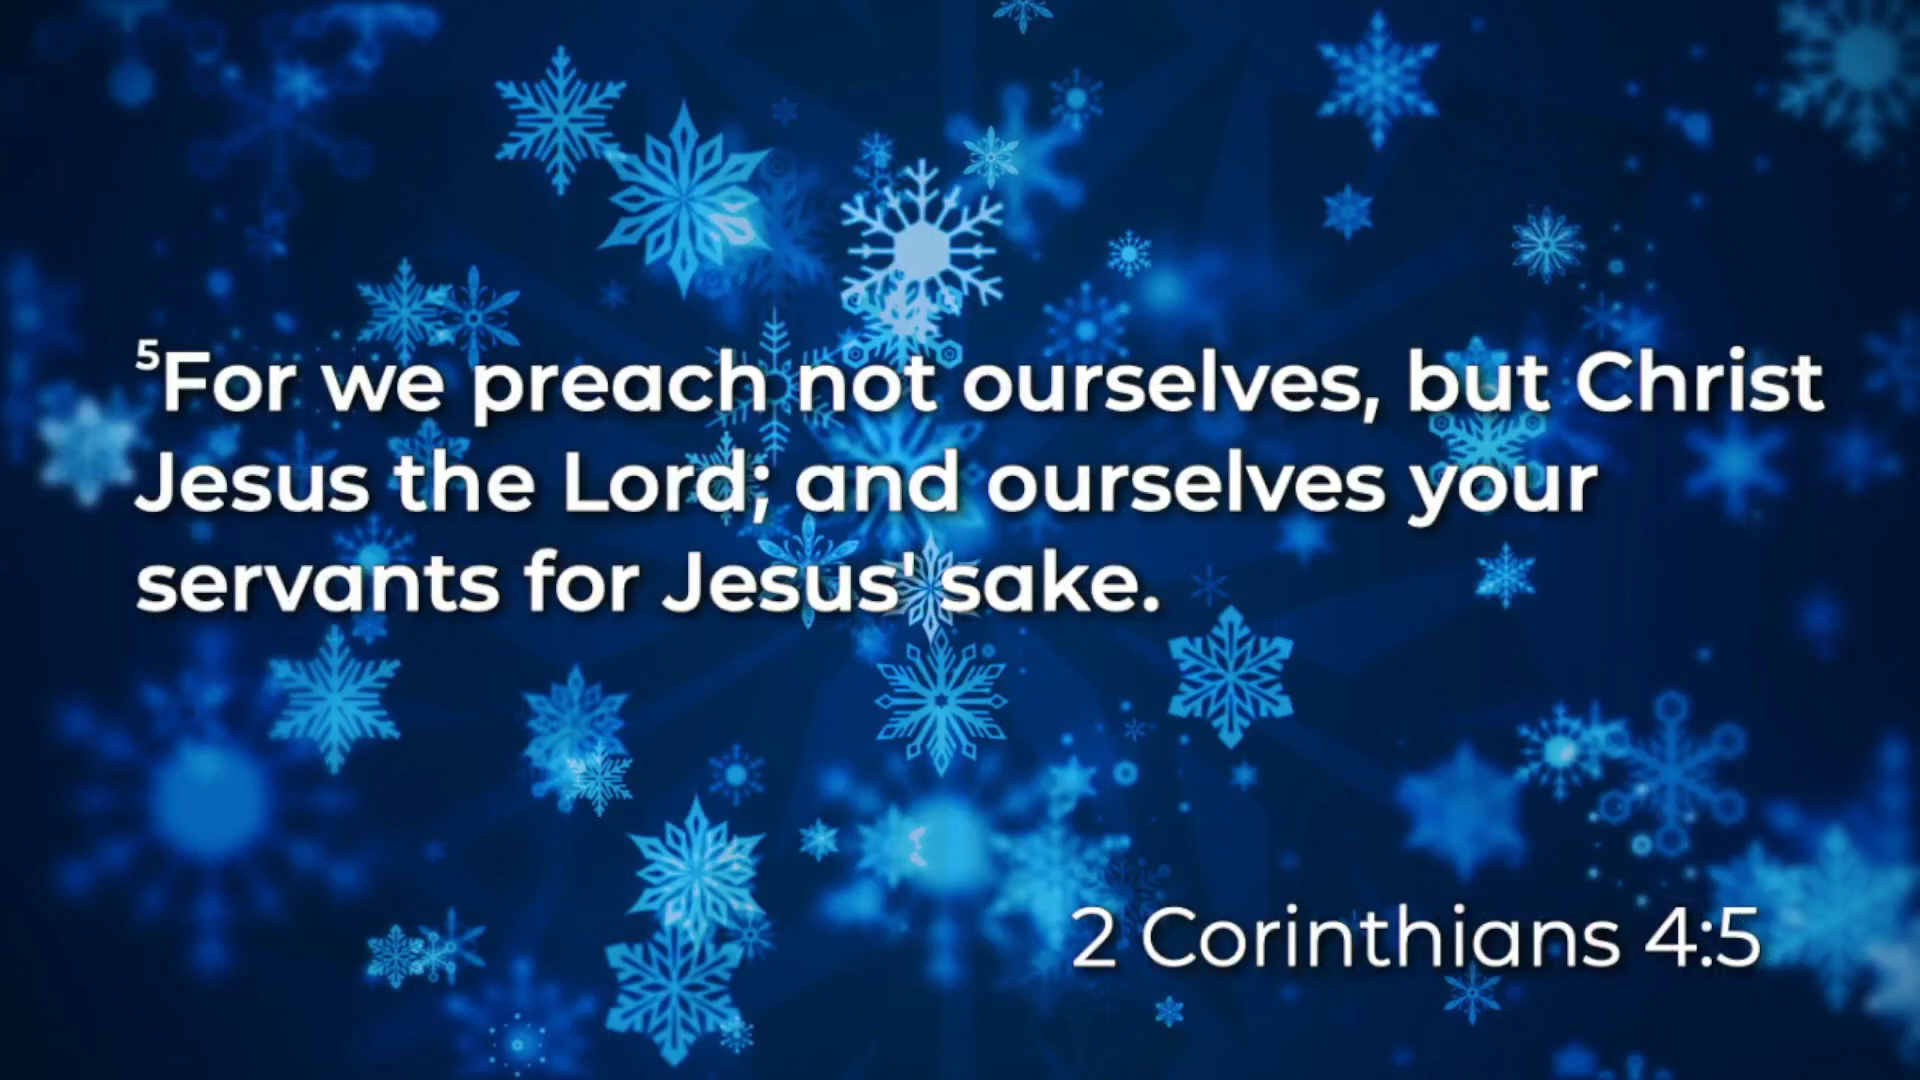 ⁵For we preach not ourselves, but Christ
Jesus the Lord; and ourselves your
servants for Jesus' sake.
2 Corinthians 4:5